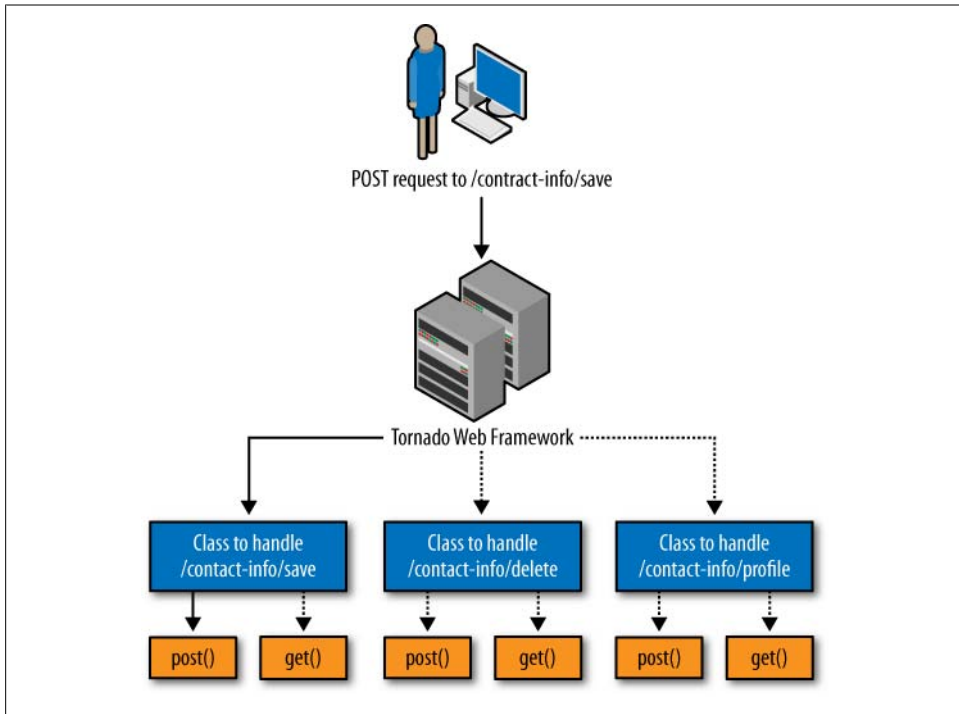 POST request to /contract-info/save
Tornado Web Framework
Class to handle
/contact-info/save
Class to handle
/contact-info/delete
Class to handle
/contact-info/profile
post()
get()
post()
get()
post()
get()